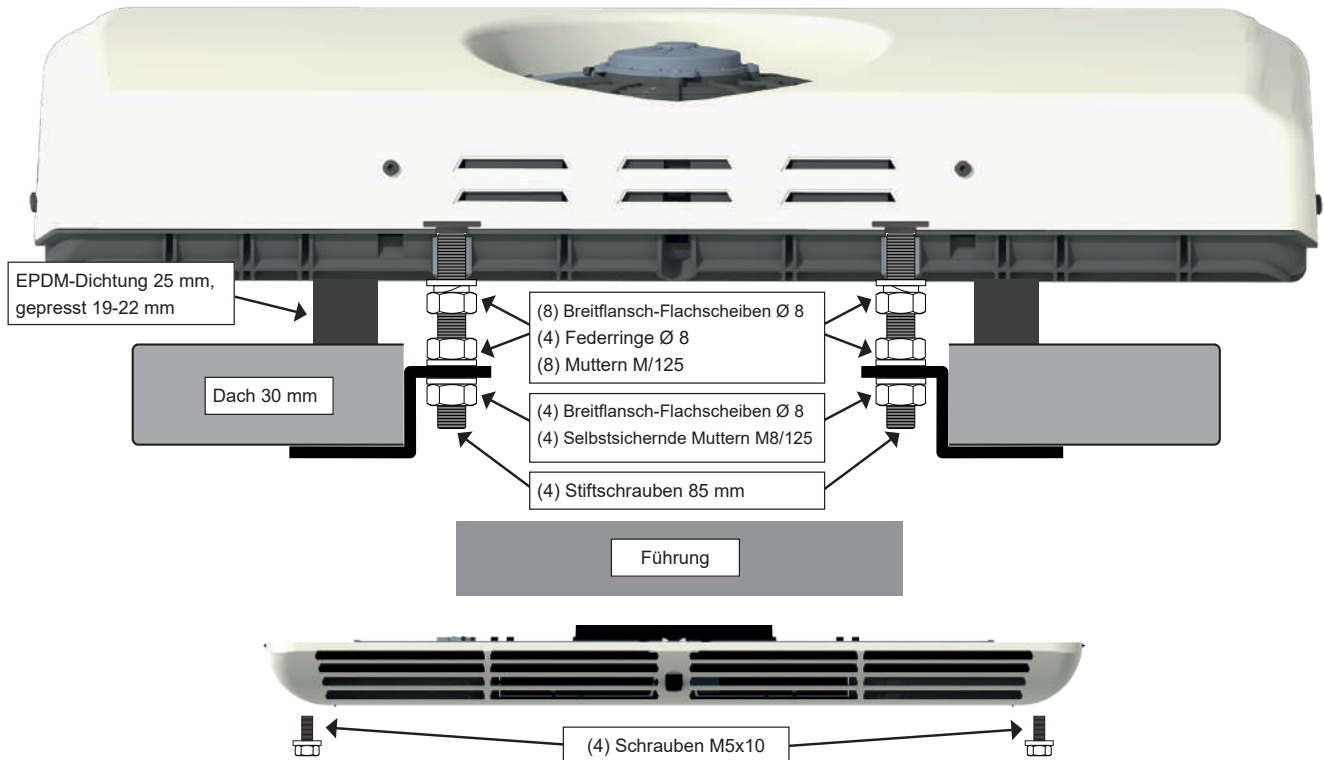 EPDM-Dichtung 25 mm,
gepresst 19-22 mm
(8) Breitflansch-Flachscheiben Ø 8
(4) Federringe Ø 8
(8) Muttern M/125
Dach 30 mm
(4) Breitflansch-Flachscheiben Ø 8
(4) Selbstsichernde Muttern M8/125
(4) Stiftschrauben 85 mm
Führung
(4) Schrauben M5x10